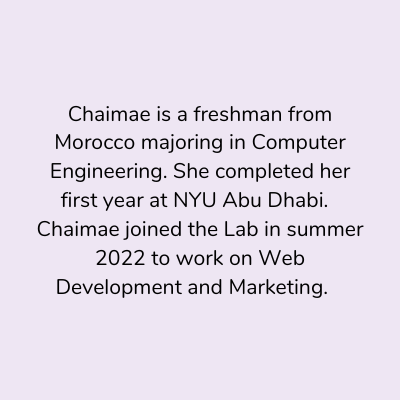 Chaimae is a freshman from
Morocco majoring in Computer
Engineering. She completed her
first year at NYU Abu Dhabi.
Chaimae joined the Lab in summer
2022 to work on Web
Development and Marketing.